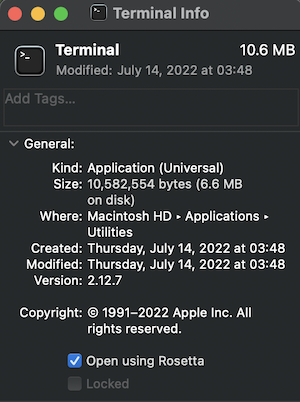 Terminal Info
Terminal 10.6 MB
Modified: July 14, 2022 at 03:48
Add Tags...
General:
Kind: Application (Universal)
Size: 10,582,554 bytes (6.6 MB
on disk)
Where: Macintosh HD ▸ Applications ▸
Utilities
Created: Thursday, July 14, 2022 at 03:48
Modified: Thursday, July 14, 2022 at 03:48
Version: 2.12.7
Copyright: © 1991–2022 Apple Inc. All
rights reserved.
Open using Rosetta
Locked